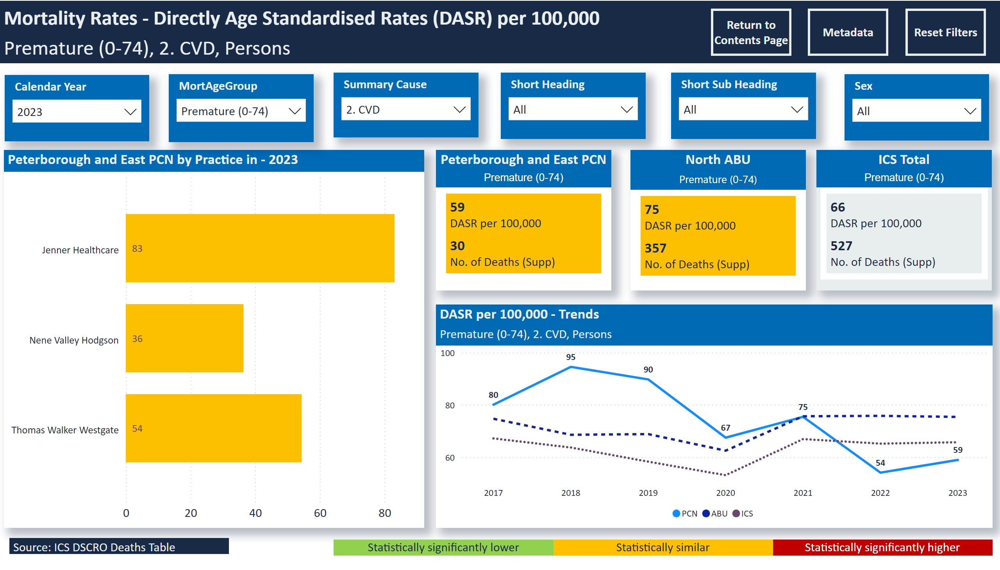 Mortality Rates - Directly Age Standardised Rates (DASR) per 100,000
Premature (0-74), 2. CVD, Persons
Return to
Contents Page
Metadata
Reset Filters
Calendar Year
2023
MortAgeGroup
Premature (0-74)
Summary Cause
2. CVD
Short Heading
All
Short Sub Heading
All
Sex
All
Peterborough and East PCN by Practice in - 2023
Jenner Healthcare
83
Nene Valley Hodgson
36
Thomas Walker Westgate
54
0 20 40 60 80
Peterborough and East PCN
Premature (0-74)
59
DASR per 100,000
30
No. of Deaths (Supp)
North ABU
Premature (0-74)
75
DASR per 100,000
357
No. of Deaths (Supp)
ICS Total
Premature (0-74)
66
DASR per 100,000
527
No. of Deaths (Supp)
DASR per 100,000 - Trends
Premature (0-74), 2. CVD, Persons
100
80
60
80
95
90
67
75
54
59
2017 2018 2019 2020 2021 2022 2023
PCN ABU ICS
Source: ICS DSCRO Deaths Table
Statistically significantly lower
Statistically similar
Statistically significantly higher